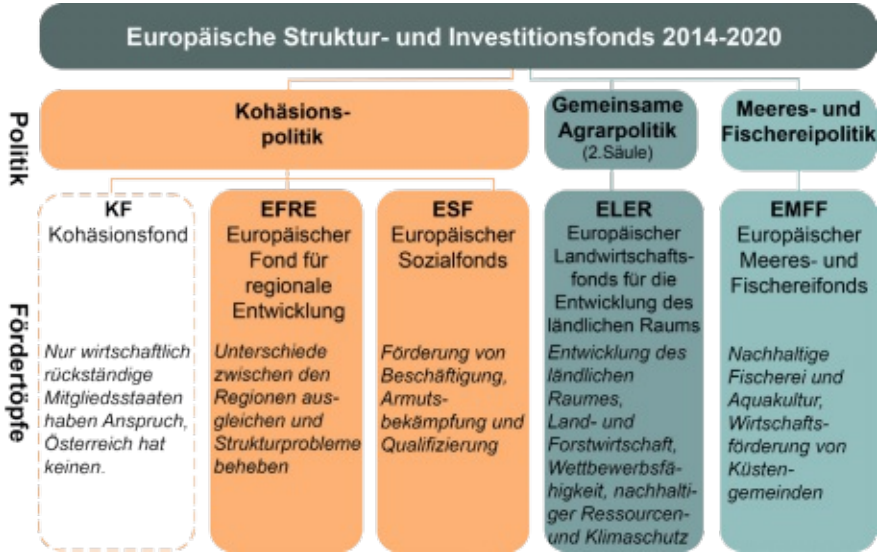 Europäische Struktur- und Investitionsfonds 2014-2020
Politik
Kohäsions-
politik
Gemeinsame
Agrarpolitik
(2.Säule)
Meeres- und
Fischereipolitik
Fördertöpfe
KF
Kohäsionsfond
Nur wirtschaftlich
rückständige
Mitgliedsstaaten
haben Anspruch,
Österreich hat
keinen.
EFRE
Europäischer
Fond für
regionale
Entwicklung
Unterschiede
zwischen den
Regionen aus-
gleichen und
Strukturprobleme
beheben
ESF
Europäischer
Sozialfonds
Förderung von
Beschäftigung,
Armuts-
bekämpfung und
Qualifizierung
ELER
Europäischer
Landwirtschafts-
fonds für die
Entwicklung des
ländlichen Raums
Entwicklung des
ländlichen
Raumes,
Land- und
Forstwirtschaft,
Wettbewerbsfä-
higkeit, nachhalti-
ger Ressourcen-
und Klimaschutz
EMFF
Europäischer
Meeres- und
Fischereifonds
Nachhaltige
Fischerei und
Aquakultur,
Wirtschafts-
förderung von
Küsten-
gemeinden